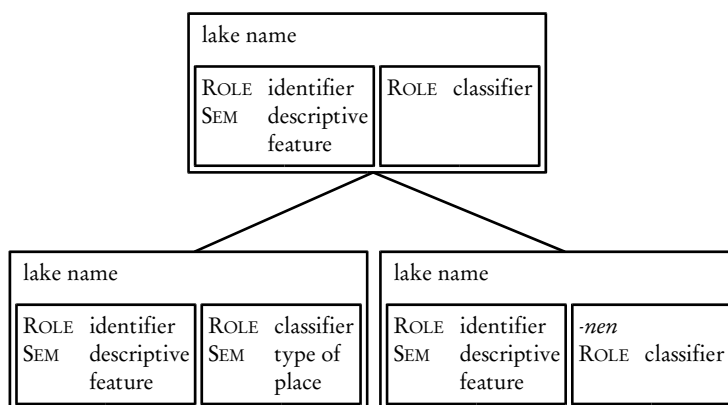 lake name
ROLE identifier
SEM descriptive
feature
ROLE classifier
lake name
ROLE identifier
SEM descriptive
feature
ROLE classifier
SEM type of
place
lake name
ROLE identifier
SEM descriptive
feature
-nen
ROLE classifier